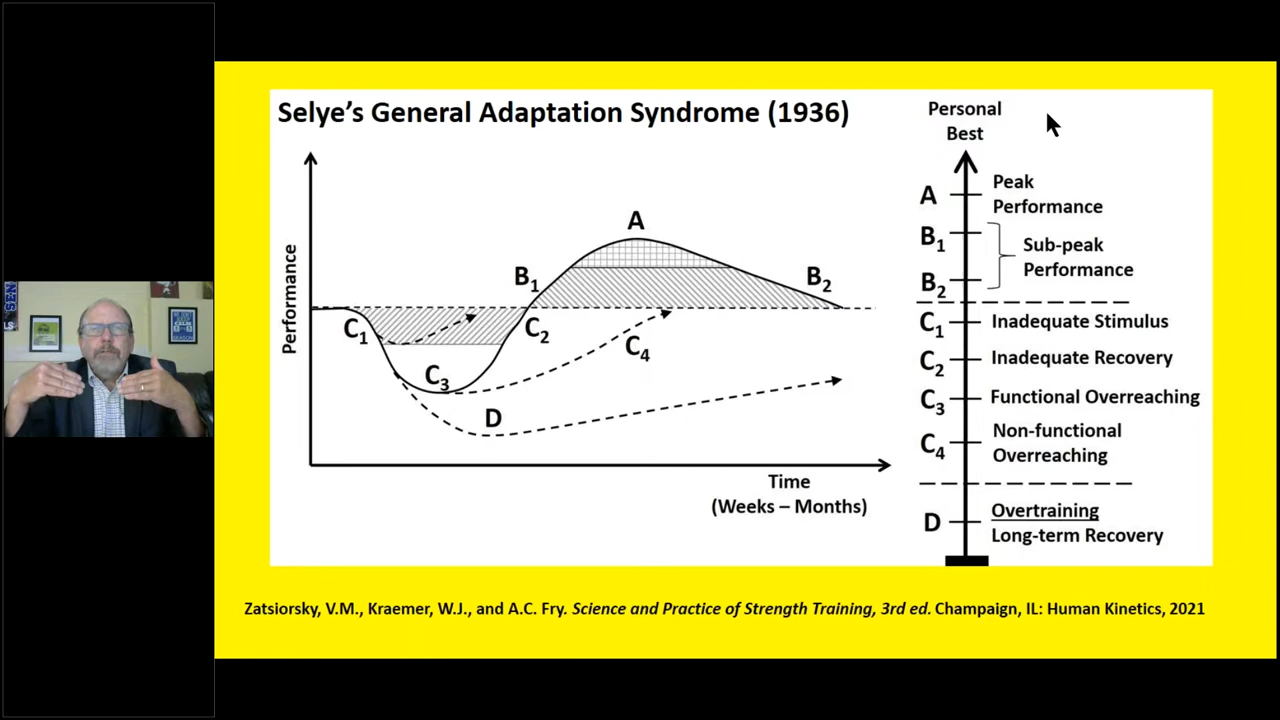 Selye's General Adaptation Syndrome (1936)
Performance
A
B1
B2
C1
C2
C3
C4
D
Time
(Weeks – Months)
Personal
Best
A
Peak
Performance
B1
Sub-peak
Performance
B2
C1 Inadequate Stimulus
C2 Inadequate Recovery
C3 Functional Overreaching
C4
Non-functional
Overreaching
D
Overtraining
Long-term Recovery
Zatsiorsky, V.M., Kraemer, W.J., and A.C. Fry. Science and Practice of Strength Training, 3rd ed. Champaign, IL: Human Kinetics, 2021